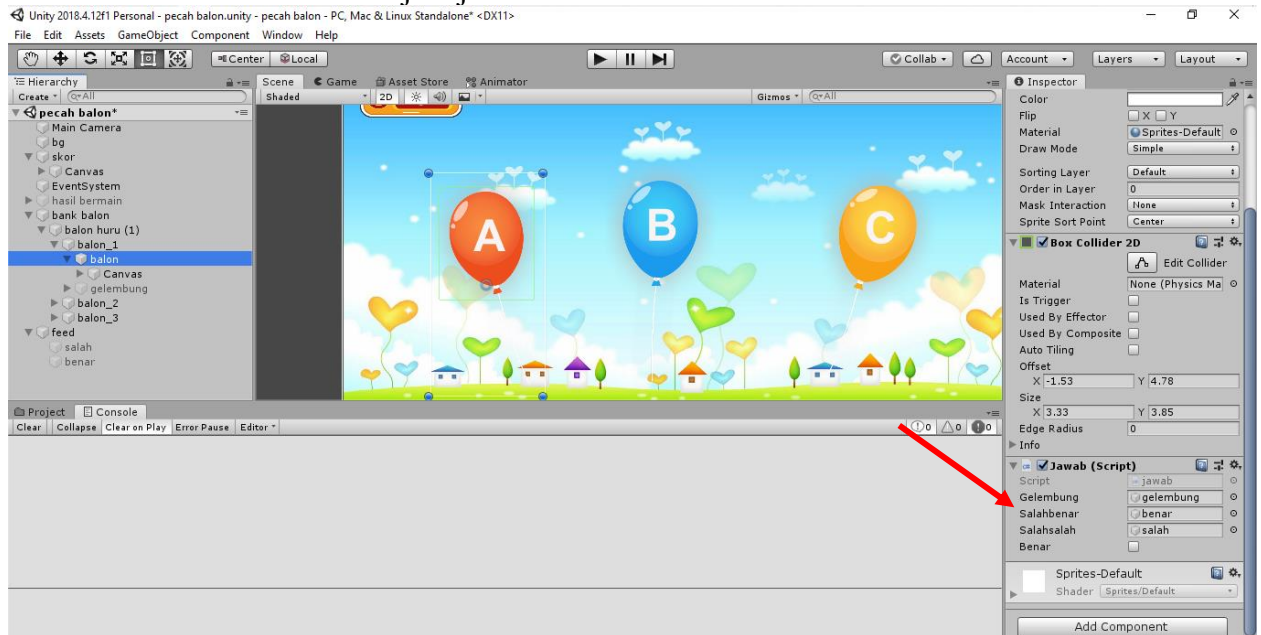 Unity 2018.4.12f1 Personal - pecah balon.unity - pecah balon - PC, Mac & Linux Standalone* <DX11>
File Edit Assets GameObject Component Window Help
Center Local Collab Account Layers Layout
Hierarchy
Create All
pecah balon*
Main Camera
bg
skor
Canvas
EventSystem
hasil bermain
bank balon
balon huru (1)
balon_1
balon
Canvas
gelembung
balon_2
balon_3
feed
salah
benar
Scene Game Asset Store Animator
Shaded 2D Gizmos All
A B C
Project Console
Clear Collapse Clear on Play Error Pause Editor 0 0 0
Inspector
Color
Flip X Y
Material Sprites-Default
Draw Mode Simple
Sorting Layer Default
Order in Layer 0
Mask Interaction None
Sprite Sort Point Center
Box Collider 2D
Edit Collider
Material None (Physics Ma
Is Trigger
Used By Effector
Used By Composite
Auto Tiling
Offset
X -1.53 Y 4.78
Size
X 3.33 Y 3.85
Edge Radius 0
Info
Jawab (Script)
Script jawab
Gelembung gelembung
Salahbenar benar
Salahsalah salah
Benar
Sprites-Default
Shader Sprites/Default
Add Component